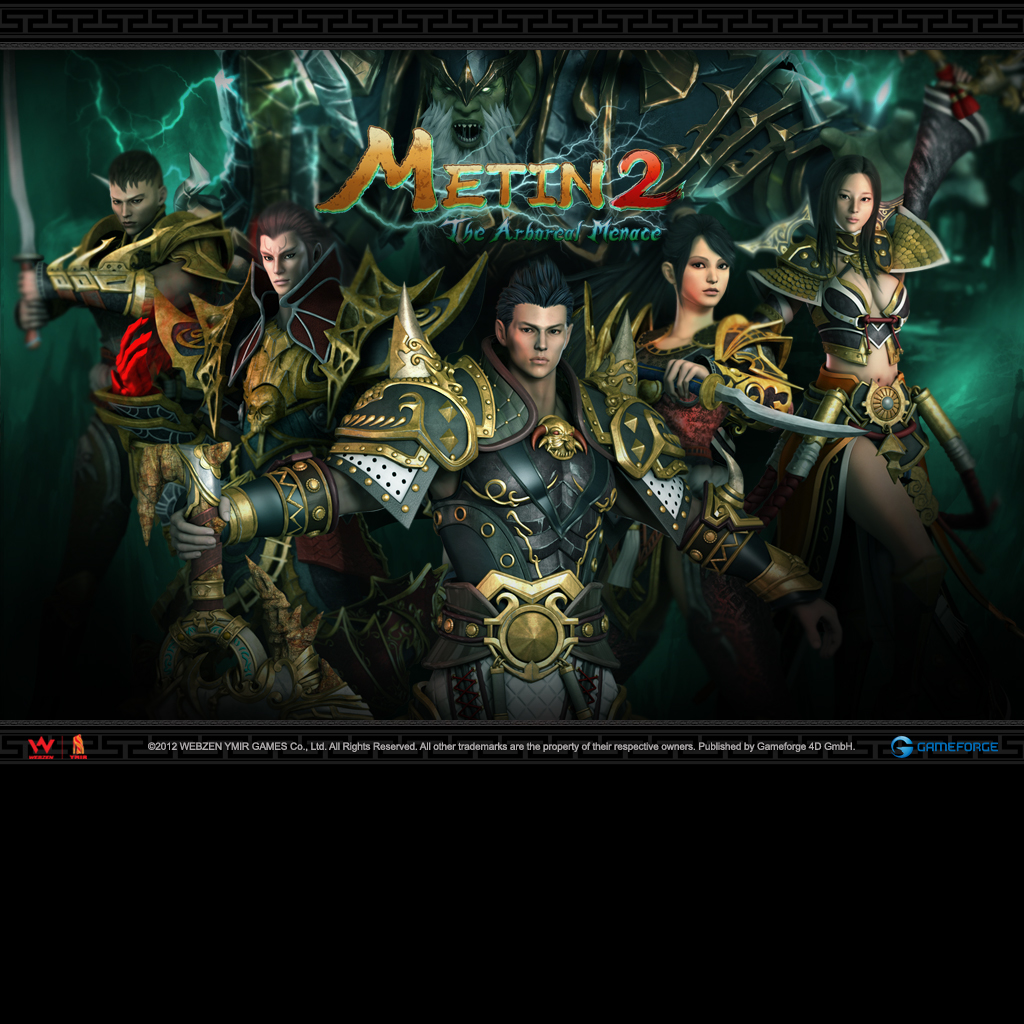 METIN 2
The Arboreal Menace
WEBZEN YMIR ©2012 WEBZEN YMIR GAMES Co., Ltd. All Rights Reserved. All other trademarks are the property of their respective owners. Published by Gameforge 4D GmbH. GAMEFORGE